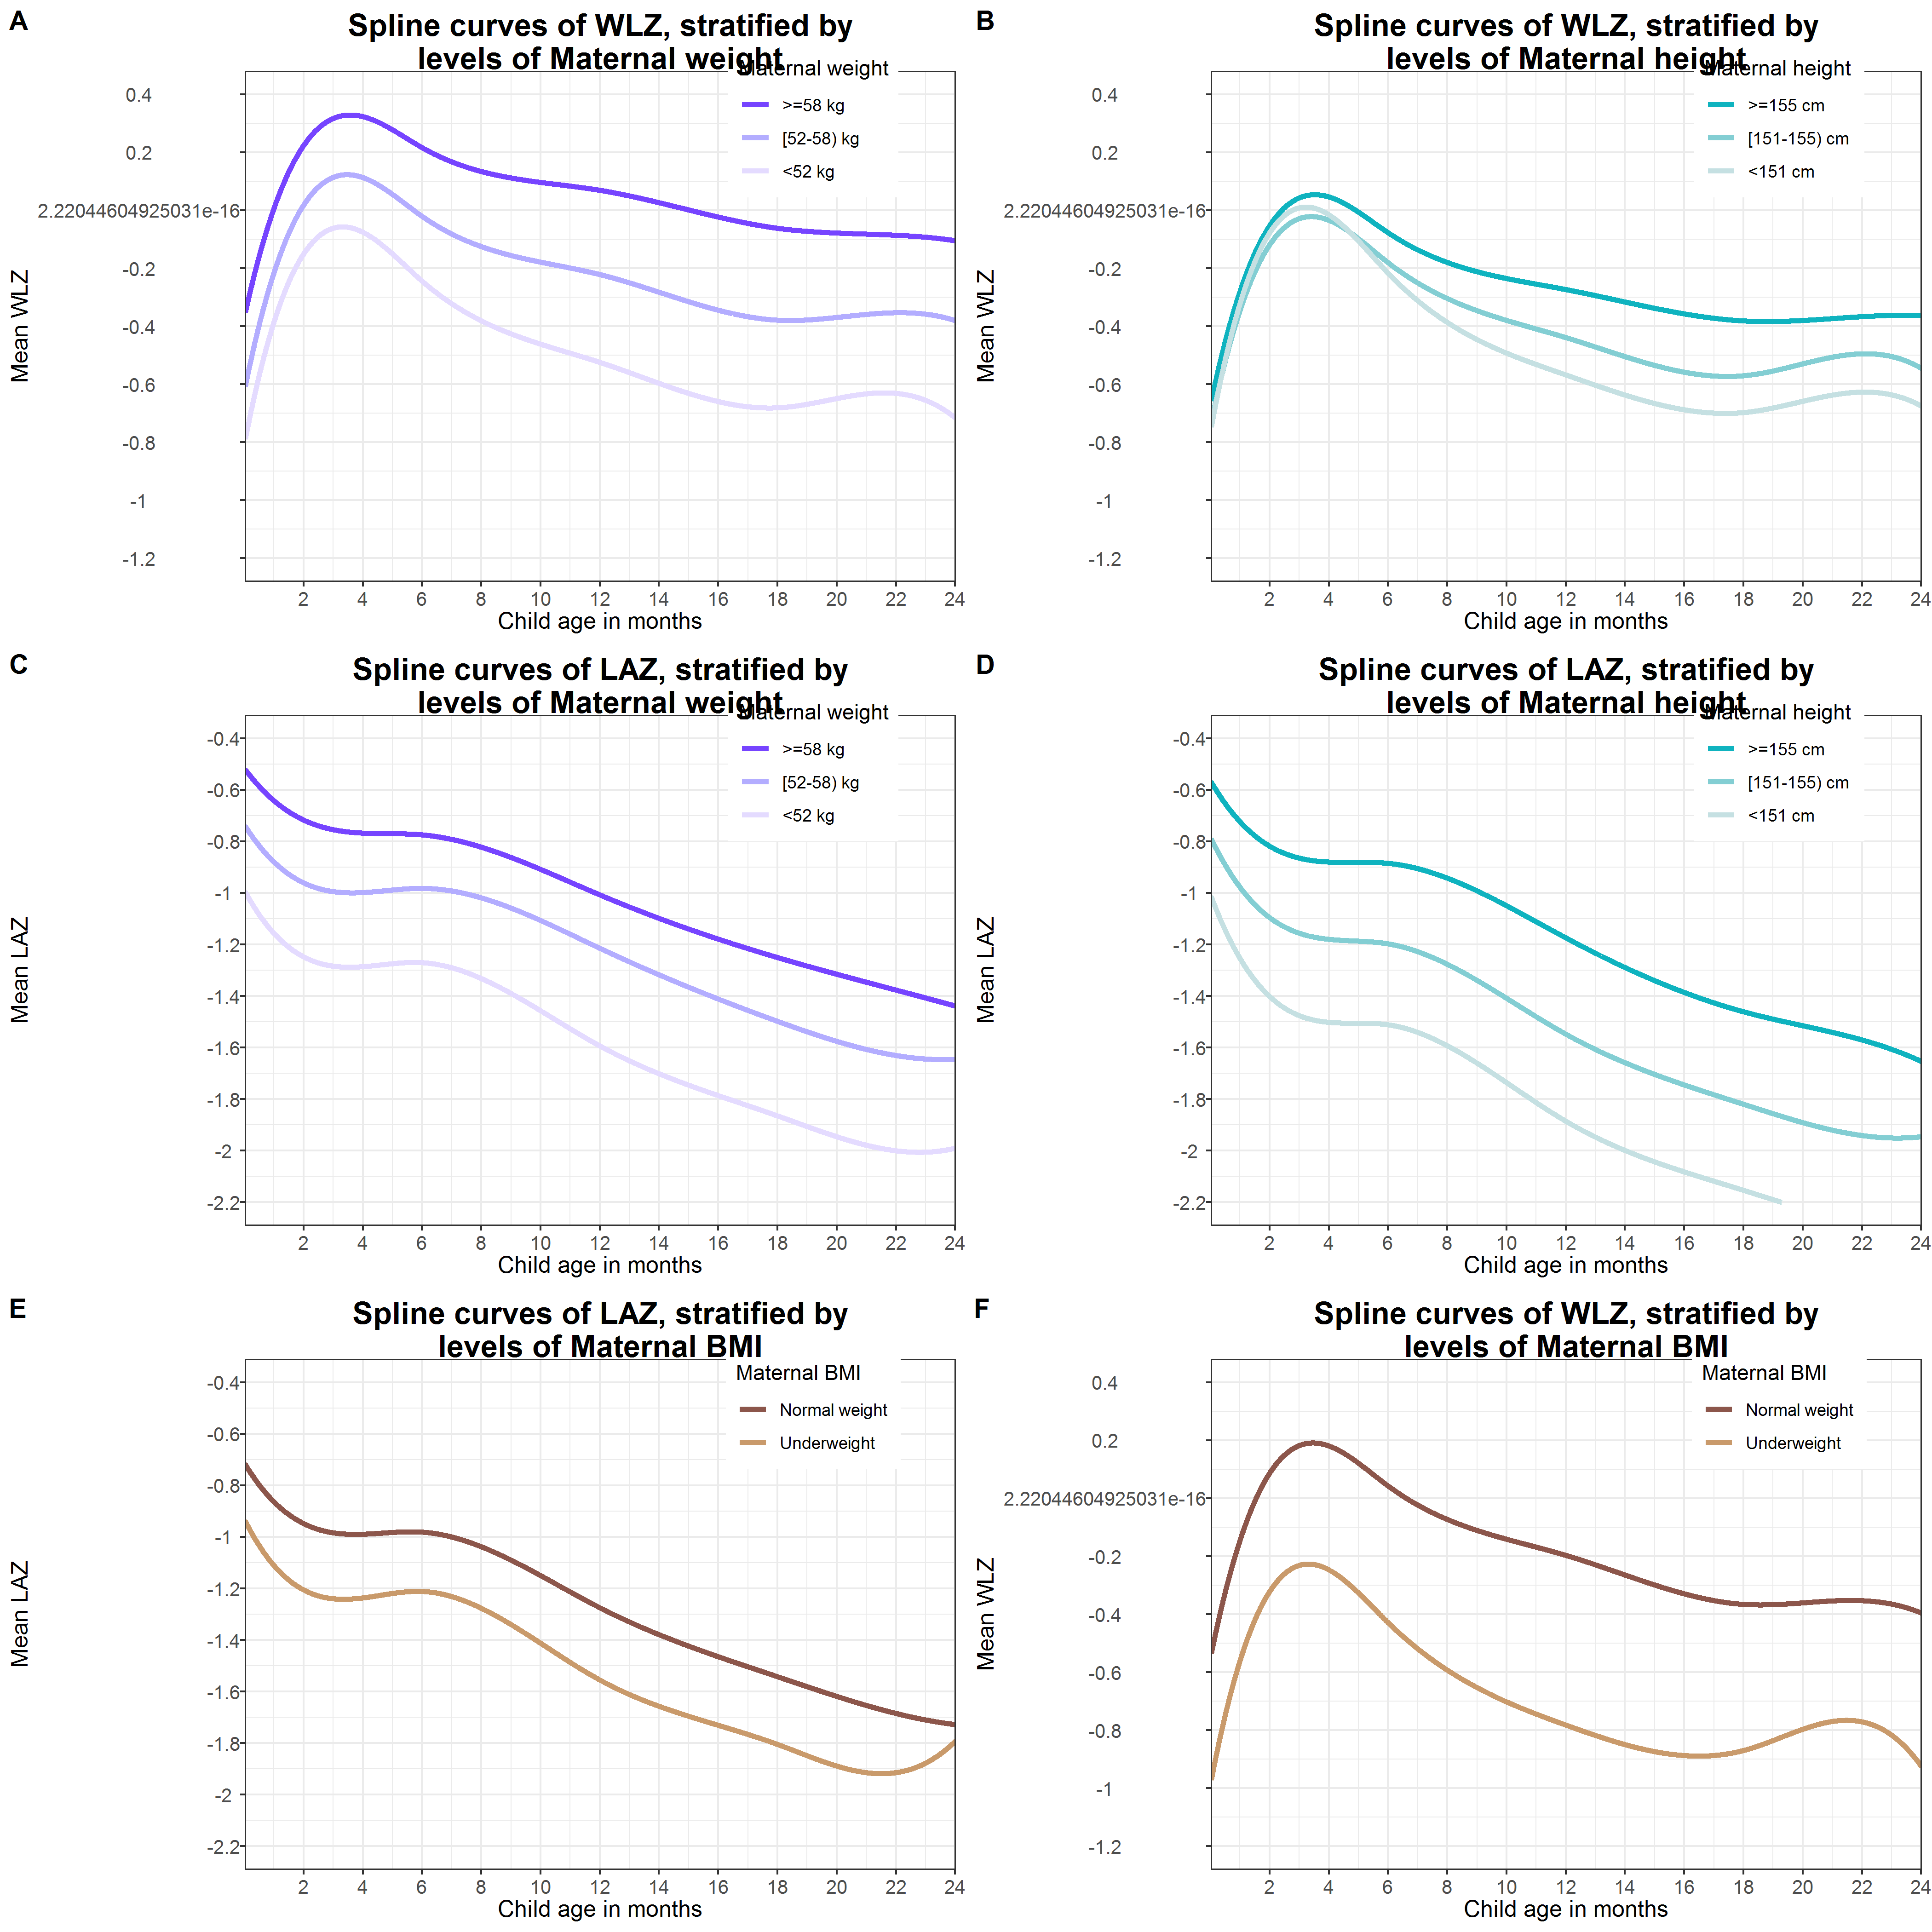 A
Spline curves of WLZ, stratified by
levels of Maternal weight
Maternal weight
>=58 kg
[52-58) kg
<52 kg
0.4
0.2
2.22044604925031e-16
-0.2
-0.4
-0.6
-0.8
-1
-1.2
Mean WLZ
2 4 6 8 10 12 14 16 18 20 22 24
Child age in months
B
Spline curves of WLZ, stratified by
levels of Maternal height
Maternal height
>=155 cm
[151-155) cm
<151 cm
0.4
0.2
2.22044604925031e-16
-0.2
-0.4
-0.6
-0.8
-1
-1.2
Mean WLZ
2 4 6 8 10 12 14 16 18 20 22 24
Child age in months
C
Spline curves of LAZ, stratified by
levels of Maternal weight
Maternal weight
>=58 kg
[52-58) kg
<52 kg
-0.4
-0.6
-0.8
-1
-1.2
-1.4
-1.6
-1.8
-2
-2.2
Mean LAZ
2 4 6 8 10 12 14 16 18 20 22 24
Child age in months
D
Spline curves of LAZ, stratified by
levels of Maternal height
Maternal height
>=155 cm
[151-155) cm
<151 cm
-0.4
-0.6
-0.8
-1
-1.2
-1.4
-1.6
-1.8
-2
-2.2
Mean LAZ
2 4 6 8 10 12 14 16 18 20 22 24
Child age in months
E
Spline curves of LAZ, stratified by
levels of Maternal BMI
Maternal BMI
Normal weight
Underweight
-0.4
-0.6
-0.8
-1
-1.2
-1.4
-1.6
-1.8
-2
-2.2
Mean LAZ
2 4 6 8 10 12 14 16 18 20 22 24
Child age in months
F
Spline curves of WLZ, stratified by
levels of Maternal BMI
Maternal BMI
Normal weight
Underweight
0.4
0.2
2.22044604925031e-16
-0.2
-0.4
-0.6
-0.8
-1
-1.2
Mean WLZ
2 4 6 8 10 12 14 16 18 20 22 24
Child age in months